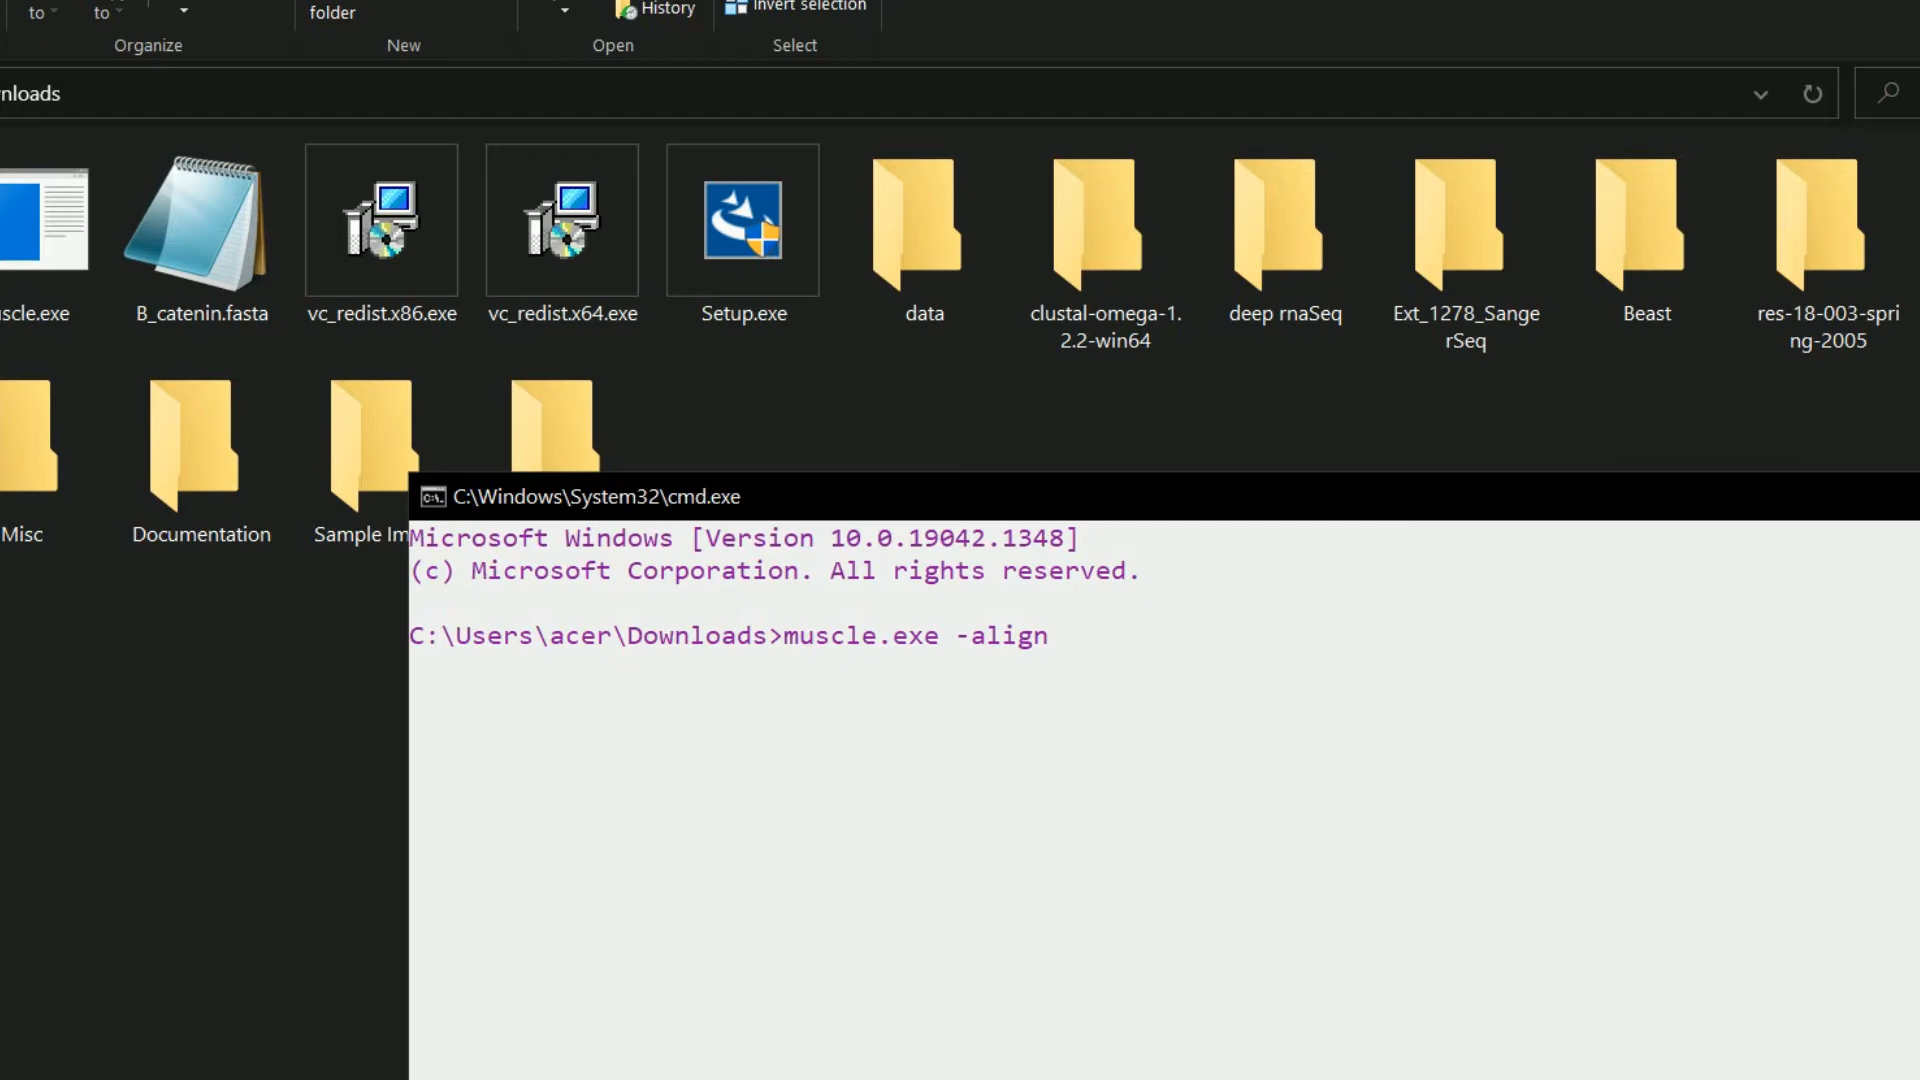 to to
folder
History
Invert selection
Organize New Open Select
nloads
scle.exe B_catenin.fasta vc_redist.x86.exe vc_redist.x64.exe Setup.exe data clustal-omega-1. deep rnaSeq Ext_1278_Sange Beast res-18-003-spri
2.2-win64 rSeq ng-2005
Misc Documentation Sample Im
C:\Windows\System32\cmd.exe
Microsoft Windows [Version 10.0.19042.1348]
(c) Microsoft Corporation. All rights reserved.
C:\Users\acer\Downloads>muscle.exe -align